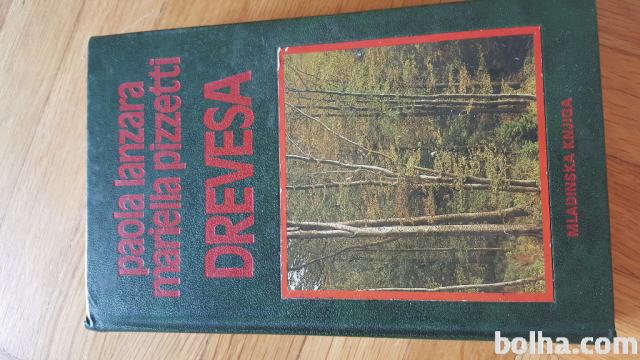 paola lanzara
mariella pizzetti
DREVESA
MLADINSKA KNJIGA
bolha.com